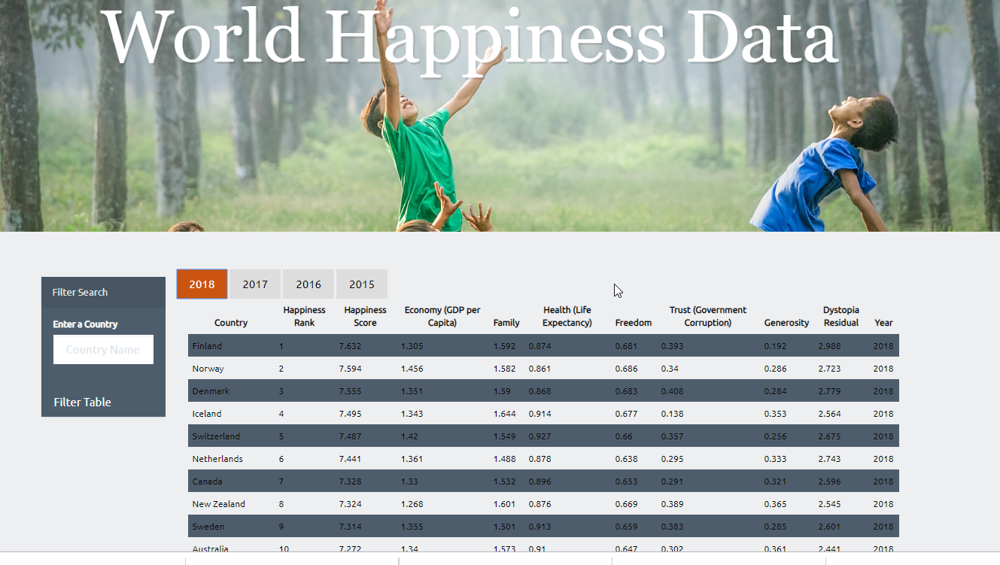 World Happiness Data
Filter Search
Enter a Country
Country Name
Filter Table
2018 2017 2016 2015
Country Happiness Rank Happiness Score Economy (GDP per Capita) Family Health (Life Expectancy) Freedom Trust (Government Corruption) Generosity Dystopia Residual Year
Finland 1 7.632 1.305 1.592 0.874 0.681 0.393 0.192 2.988 2018
Norway 2 7.594 1.456 1.582 0.861 0.686 0.34 0.286 2.723 2018
Denmark 3 7.555 1.351 1.59 0.868 0.683 0.408 0.284 2.779 2018
Iceland 4 7.495 1.343 1.644 0.914 0.677 0.138 0.353 2.564 2018
Switzerland 5 7.487 1.42 1.549 0.927 0.66 0.357 0.256 2.675 2018
Netherlands 6 7.441 1.361 1.488 0.878 0.638 0.295 0.333 2.743 2018
Canada 7 7.328 1.33 1.532 0.896 0.653 0.291 0.321 2.596 2018
New Zealand 8 7.324 1.268 1.601 0.876 0.669 0.389 0.365 2.545 2018
Sweden 9 7.314 1.355 1.501 0.913 0.659 0.383 0.285 2.601 2018
Australia 10 7.272 1.34 1.573 0.91 0.647 0.302 0.361 2.441 2018